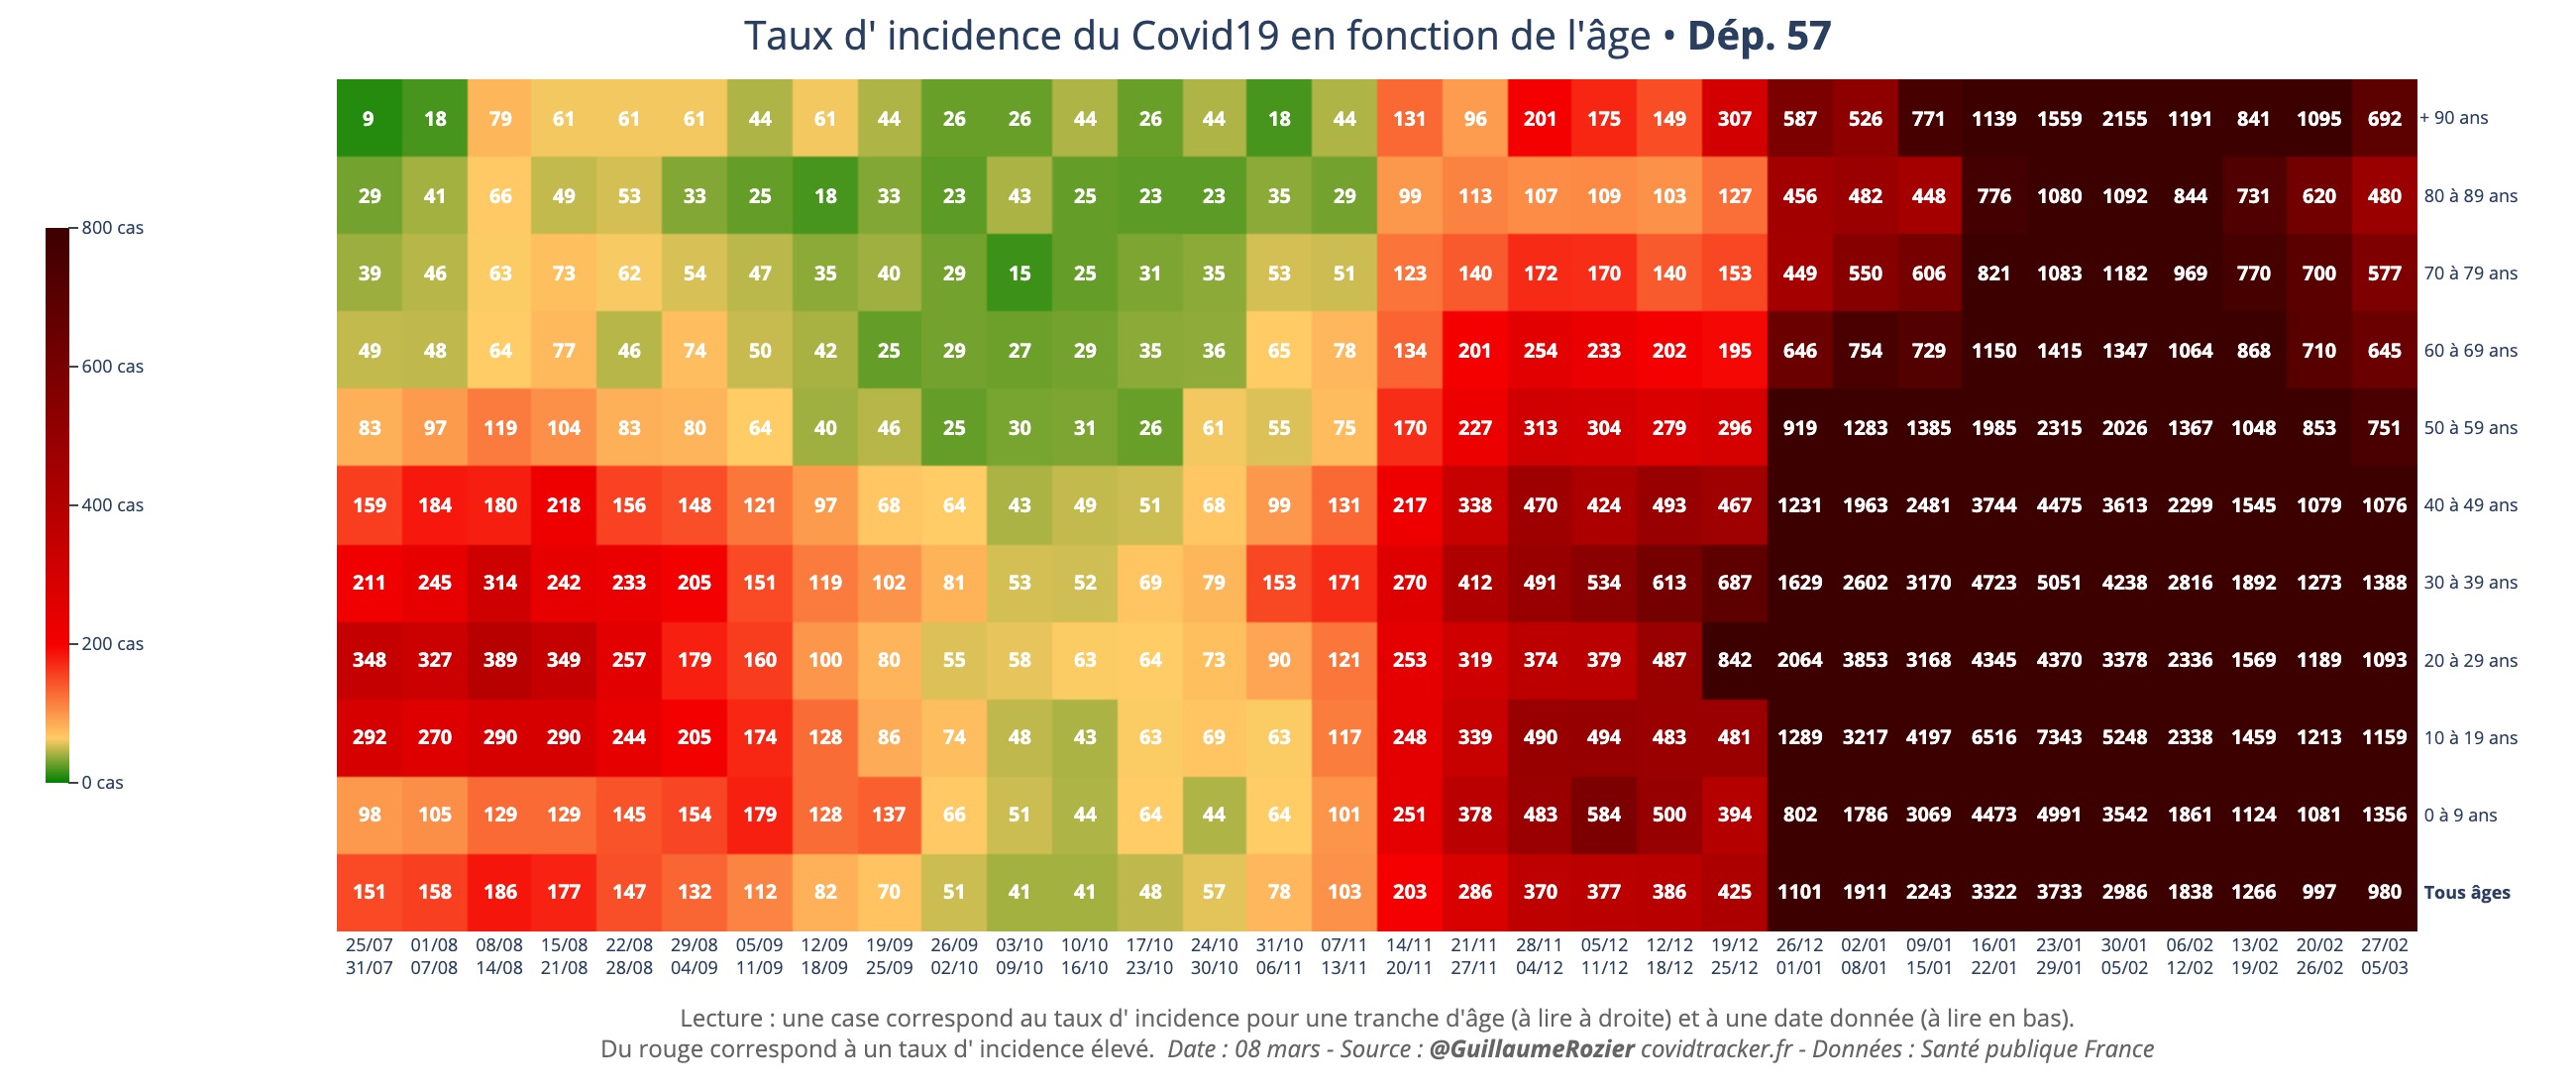 Taux d' incidence du Covid19 en fonction de l'âge • Dép. 57
800 cas
600 cas
400 cas
200 cas
0 cas
9 18 79 61 61 61 44 61 44 26 26 44 26 44 18 44 131 96 201 175 149 307 587 526 771 1139 1559 2155 1191 841 1095 692 + 90 ans
29 41 66 49 53 33 25 18 33 23 43 25 23 23 35 29 99 113 107 109 103 127 456 482 448 776 1080 1092 844 731 620 480 80 à 89 ans
39 46 63 73 62 54 47 35 40 29 15 25 31 35 53 51 123 140 172 170 140 153 449 550 606 821 1083 1182 969 770 700 577 70 à 79 ans
49 48 64 77 46 74 50 42 25 29 27 29 35 36 65 78 134 201 254 233 202 195 646 754 729 1150 1415 1347 1064 868 710 645 60 à 69 ans
83 97 119 104 83 80 64 40 46 25 30 31 26 61 55 75 170 227 313 304 279 296 919 1283 1385 1985 2315 2026 1367 1048 853 751 50 à 59 ans
159 184 180 218 156 148 121 97 68 64 43 49 51 68 99 131 217 338 470 424 493 467 1231 1963 2481 3744 4475 3613 2299 1545 1079 1076 40 à 49 ans
211 245 314 242 233 205 151 119 102 81 53 52 69 79 153 171 270 412 491 534 613 687 1629 2602 3170 4723 5051 4238 2816 1892 1273 1388 30 à 39 ans
348 327 389 349 257 179 160 100 80 55 58 63 64 73 90 121 253 319 374 379 487 842 2064 3853 3168 4345 4370 3378 2336 1569 1189 1093 20 à 29 ans
292 270 290 290 244 205 174 128 86 74 48 43 63 69 63 117 248 339 490 494 483 481 1289 3217 4197 6516 7343 5248 2338 1459 1213 1159 10 à 19 ans
98 105 129 129 145 154 179 128 137 66 51 44 64 44 64 101 251 378 483 584 500 394 802 1786 3069 4473 4991 3542 1861 1124 1081 1356 0 à 9 ans
151 158 186 177 147 132 112 82 70 51 41 41 48 57 78 103 203 286 370 377 386 425 1101 1911 2243 3322 3733 2986 1838 1266 997 980 Tous âges
25/07 01/08 08/08 15/08 22/08 29/08 05/09 12/09 19/09 26/09 03/10 10/10 17/10 24/10 31/10 07/11 14/11 21/11 28/11 05/12 12/12 19/12 26/12 02/01 09/01 16/01 23/01 30/01 06/02 13/02 20/02 27/02
31/07 07/08 14/08 21/08 28/08 04/09 11/09 18/09 25/09 02/10 09/10 16/10 23/10 30/10 06/11 13/11 20/11 27/11 04/12 11/12 18/12 25/12 01/01 08/01 15/01 22/01 29/01 05/02 12/02 19/02 26/02 05/03
Lecture : une case correspond au taux d' incidence pour une tranche d'âge (à lire à droite) et à une date donnée (à lire en bas).
Du rouge correspond à un taux d' incidence élevé. Date : 08 mars - Source : @GuillaumeRozier covidtracker.fr - Données : Santé publique France